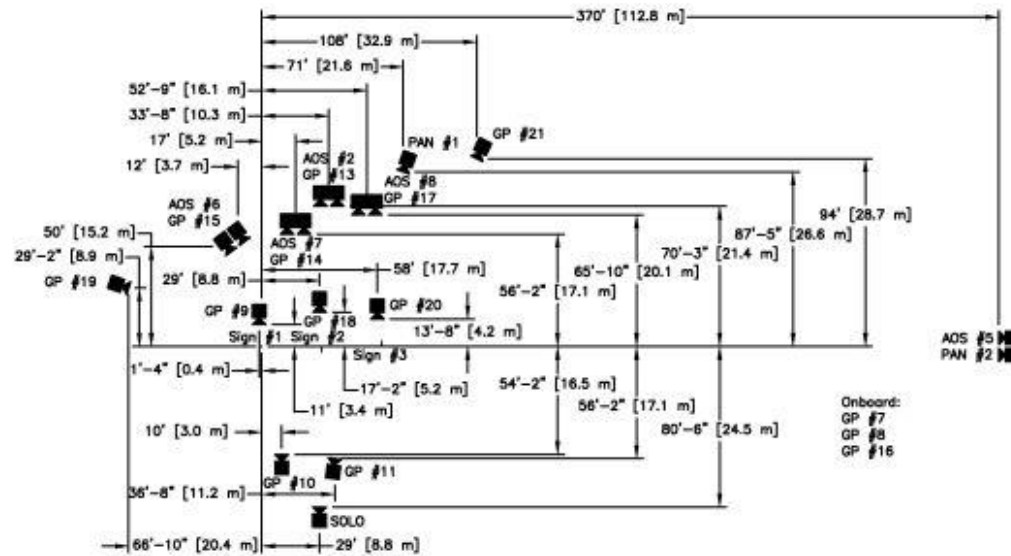 370' [112.8 m]
108' [32.9 m]
71' [21.6 m]
52'-9" [16.1 m]
33'-8" [10.3 m]
17' [5.2 m]
12' [3.7 m]
PAN #1
GP #21
AOS #2
GP #13
AOS #8
GP #17
AOS #6
GP #15
94' [28.7 m]
87'-5" [26.6 m]
70'-3" [21.4 m]
65'-10" [20.1 m]
56'-2" [17.1 m]
50' [15.2 m]
29'-2" [8.9 m]
GP #19
AOS #7
GP #14
58' [17.7 m]
29' [8.8 m]
GP #9
GP #18
GP #20
13'-8" [4.2 m]
Sign #1
Sign #2
Sign #3
AOS #5
PAN #2
1'-4" [0.4 m]
17'-2" [5.2 m]
11' [3.4 m]
54'-2" [16.5 m]
56'-2" [17.1 m]
80'-6" [24.5 m]
Onboard:
GP #7
GP #8
GP #16
10' [3.0 m]
GP #10
GP #11
36'-8" [11.2 m]
SOLO
66'-10" [20.4 m]
29' [8.8 m]